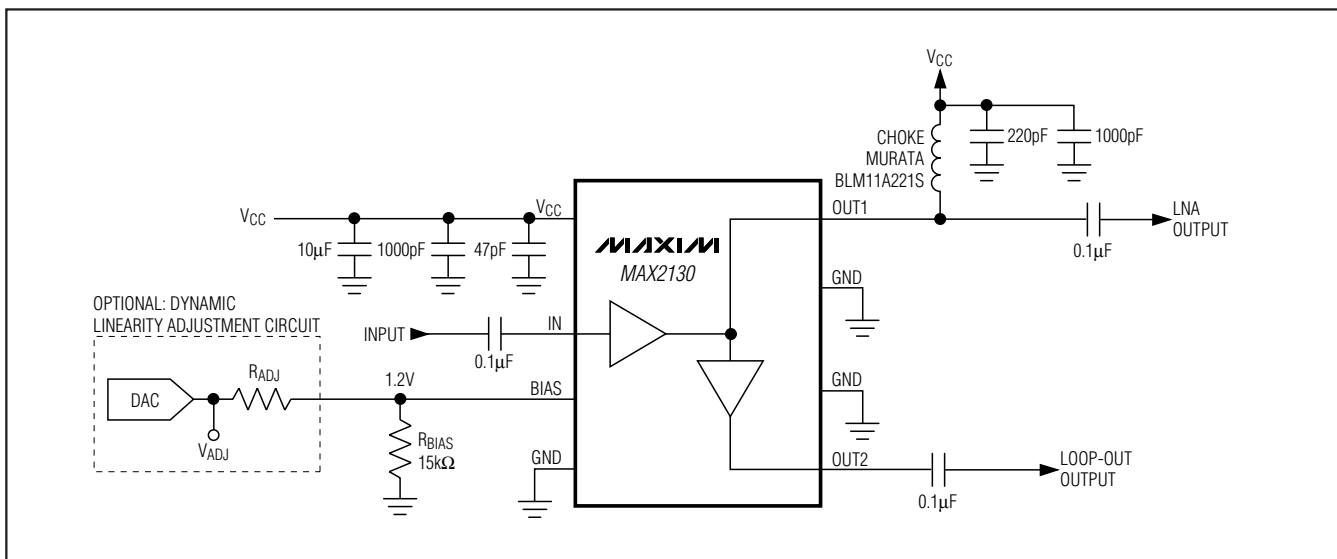 VCC
CHOKE
MURATA
BLM11A221S
220pF
1000pF
VCC
VCC
10µF
1000pF
47pF
MAXIM
MAX2130
OUT1
0.1µF
LNA
OUTPUT
GND
OPTIONAL: DYNAMIC
LINEARITY ADJUSTMENT CIRCUIT
INPUT
0.1µF
IN
DAC
RADJ
VADJ
1.2V
BIAS
GND
RBIAS
15kΩ
GND
OUT2
0.1µF
LOOP-OUT
OUTPUT